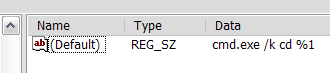 Name Type Data
ab (Default) REG_SZ cmd.exe /k cd %1